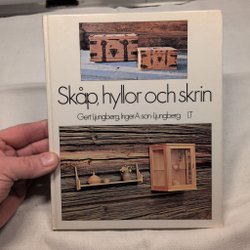 Skåp, hyllor och skrin
Gert Ljungberg, Inger A:son-Ljungberg LT